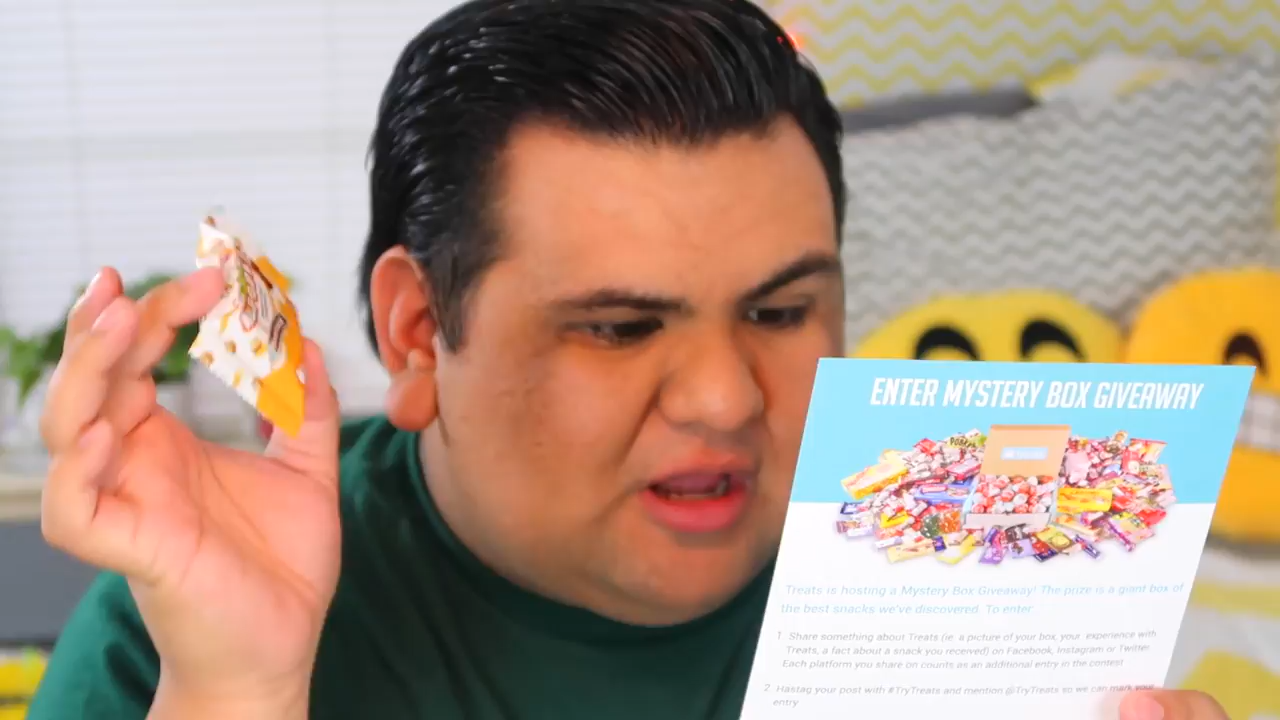 ENTER MYSTERY BOX GIVEAWAY
Treats is hosting a Mystery Box Giveaway! The prize is a giant box of
the best snacks we've discovered. To enter:
1. Share something about Treats (ie. a picture of your box, your experience with
Treats, a fact about a snack you received) on Facebook, Instagram or Twitter.
Each platform you share on counts as an additional entry in the contest
2. Hastag your post with #TryTreats and mention @TryTreats so we can mark your
entry